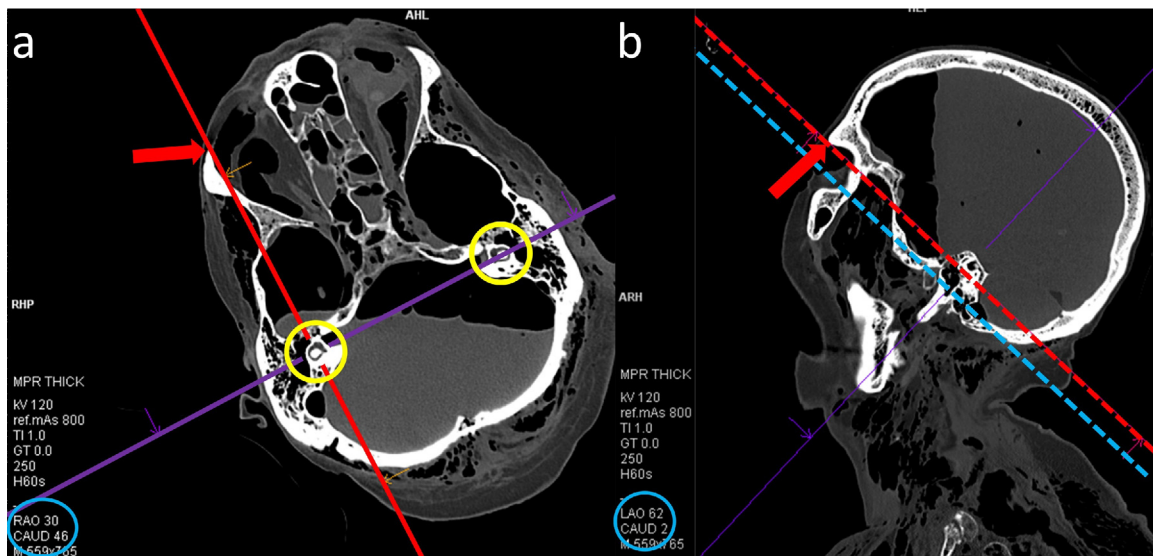 a
AHL
RHP
MPR THICK
kV 120
ref.mAs 800
TI 1.0
GT 0.0
250
H60s
RAO 30
CAUD 46
M-559x765
b
ARH
MPR THICK
kV 120
ref.mAs 800
TI 1.0
GT 0.0
250
H60s
LAO 62
CAUD 2
M-559x765